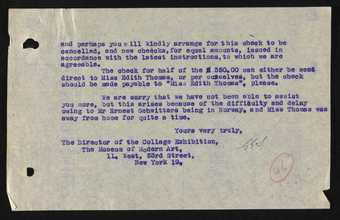 and perhaps you will kindly arrange for this check to be
cancelled, and new checks, for equal amounts, issued in
accordance with the latest instructions, to which we are
agreeable.
The check for half of the $ 350.00 can either be sent
direct to Miss Edith Thomas, or per ourselves, but the check
should be made payable to "Miss Edith Thomas", please.
We are sorry that we have not been able to assist
you more, but this arises because of the difficulty and delay
owing to Mr Ernest Schwitters being in Norway, and Miss Thomas was
away from home for quite a time.
Yours very truly,
The Director of the Collage Exhibition,
The Museum of Modern Art,
11, West, 53rd Street,
New York 19.